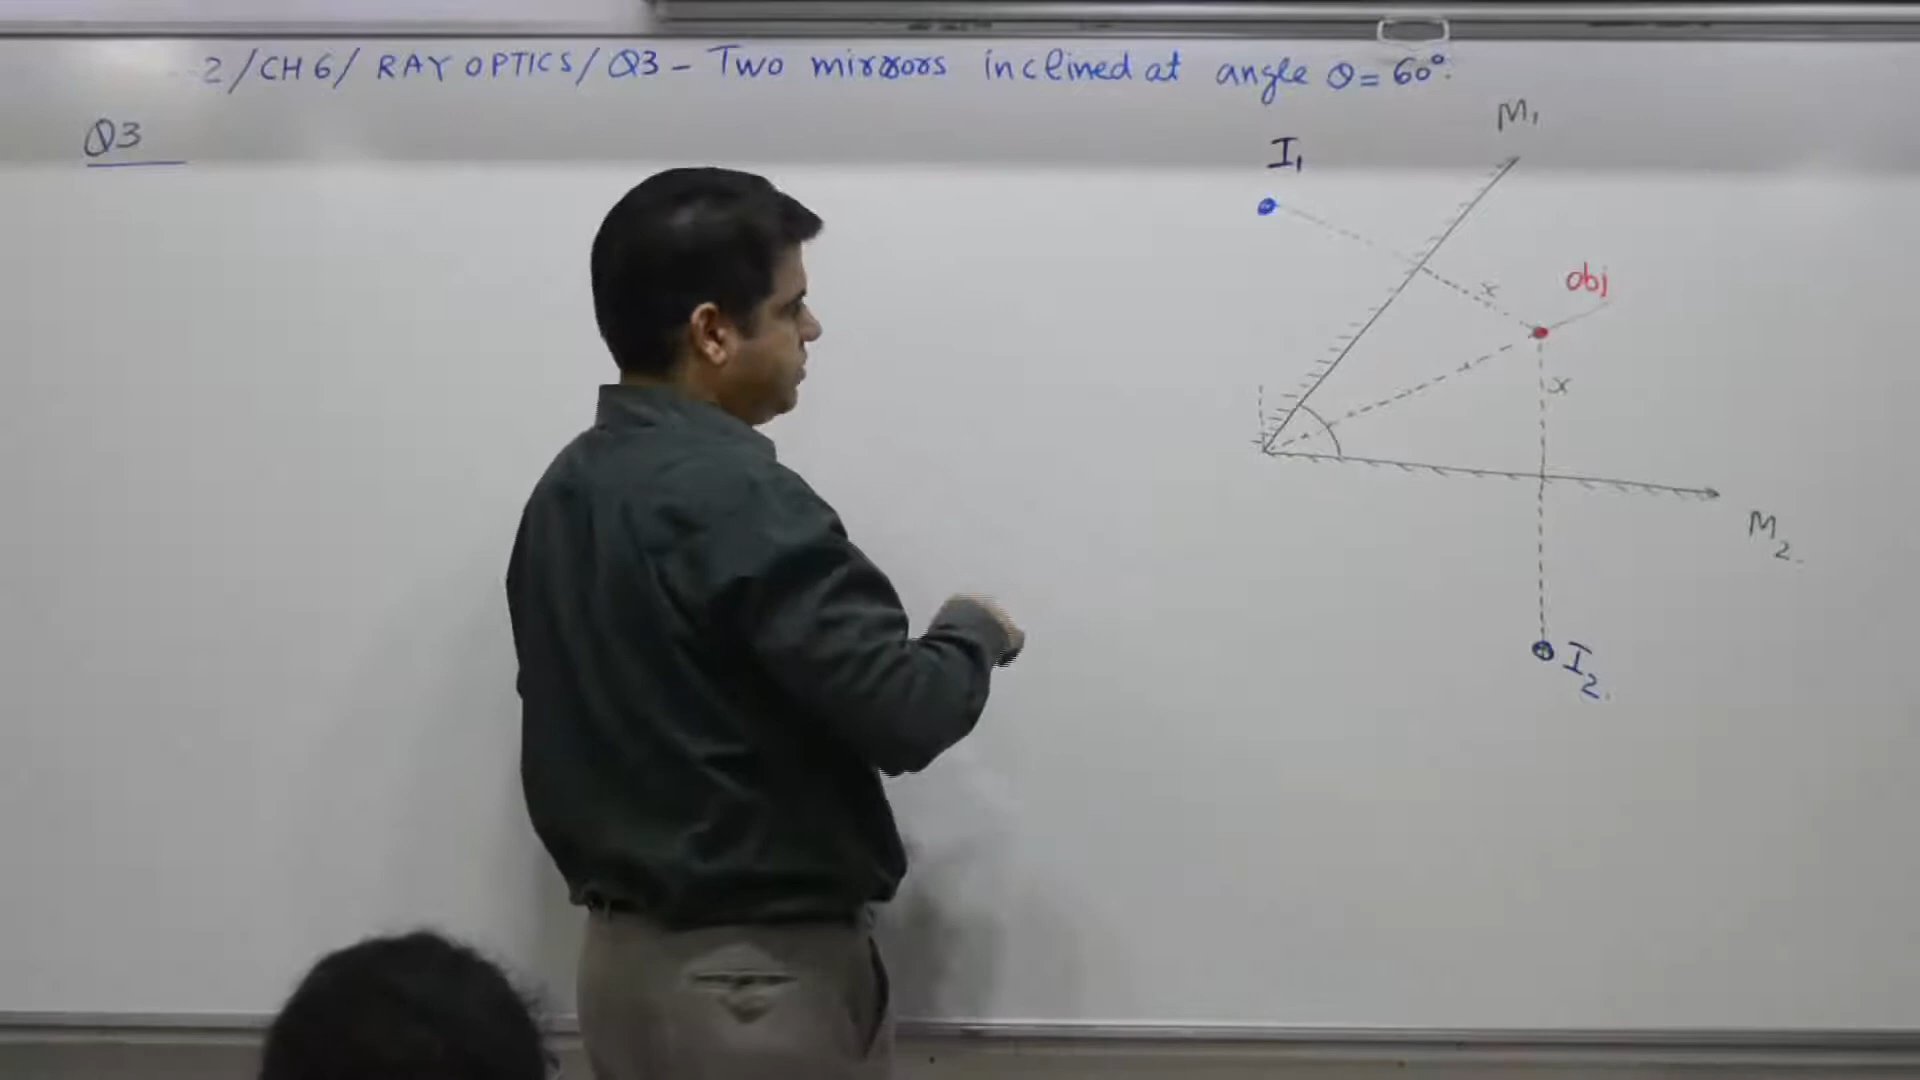 2/CH6/ RAY OPTICS/ Q3 - Two mirrors inclined at angle θ = 60°.
Q3
M1
I1
obj
x
x
M2.
I2.